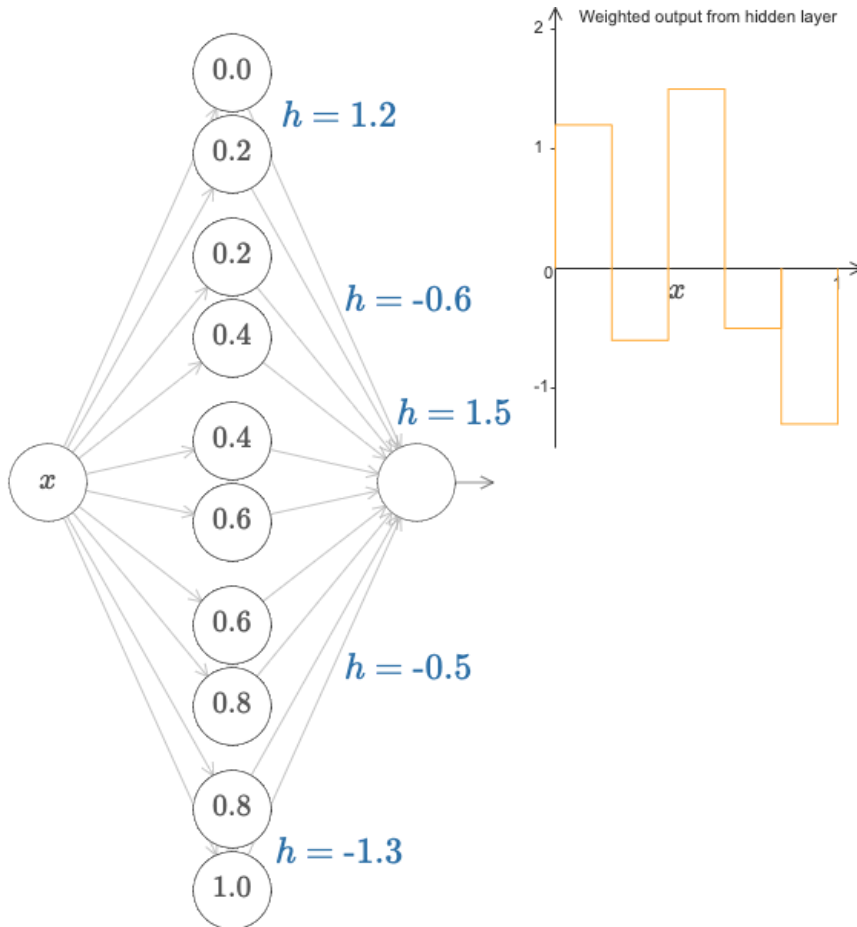 0.0
h = 1.2
0.2
0.2
h = -0.6
0.4
h = 1.5
0.4
x
0.6
0.6
h = -0.5
0.8
0.8
h = -1.3
1.0
Weighted output from hidden layer
2
1
0
x
1
-1